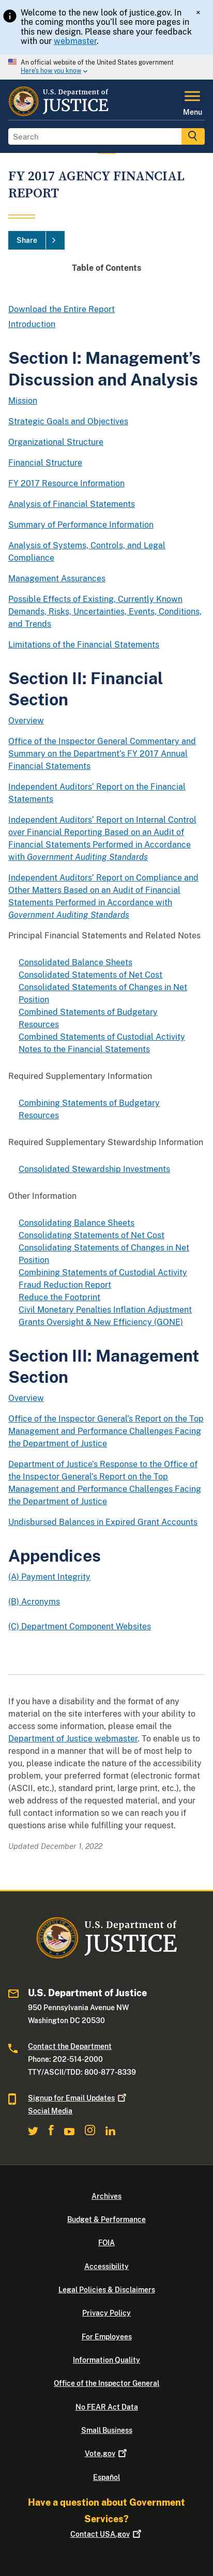 Welcome to the new look of justice.gov. In
the coming months you'll see more pages in
this new design. Please share your feedback
with our webmaster.
×
An official website of the United States government
Here's how you know
U.S. Department of
JUSTICE
Menu
Search
FY 2017 AGENCY FINANCIAL
REPORT
Share
Table of Contents
Download the Entire Report
Introduction
Section I: Management's
Discussion and Analysis
Mission
Strategic Goals and Objectives
Organizational Structure
Financial Structure
FY 2017 Resource Information
Analysis of Financial Statements
Summary of Performance Information
Analysis of Systems, Controls, and Legal
Compliance
Management Assurances
Possible Effects of Existing, Currently Known
Demands, Risks, Uncertainties, Events, Conditions,
and Trends
Limitations of the Financial Statements
Section II: Financial
Section
Overview
Office of the Inspector General Commentary and
Summary on the Department's FY 2017 Annual
Financial Statements
Independent Auditors' Report on the Financial
Statements
Independent Auditors' Report on Internal Control
over Financial Reporting Based on an Audit of
Financial Statements Performed in Accordance
with Government Auditing Standards
Independent Auditors' Report on Compliance and
Other Matters Based on an Audit of Financial
Statements Performed in Accordance with
Government Auditing Standards
Principal Financial Statements and Related Notes
Consolidated Balance Sheets
Consolidated Statements of Net Cost
Consolidated Statements of Changes in Net
Position
Combined Statements of Budgetary
Resources
Combined Statements of Custodial Activity
Notes to the Financial Statements
Required Supplementary Information
Combining Statements of Budgetary
Resources
Required Supplementary Stewardship Information
Consolidated Stewardship Investments
Other Information
Consolidating Balance Sheets
Consolidating Statements of Net Cost
Consolidating Statements of Changes in Net
Position
Combining Statements of Custodial Activity
Fraud Reduction Report
Reduce the Footprint
Civil Monetary Penalties Inflation Adjustment
Grants Oversight & New Efficiency (GONE)
Section III: Management
Section
Overview
Office of the Inspector General's Report on the Top
Management and Performance Challenges Facing
the Department of Justice
Department of Justice's Response to the Office of
the Inspector General's Report on the Top
Management and Performance Challenges Facing
the Department of Justice
Undisbursed Balances in Expired Grant Accounts
Appendices
(A) Payment Integrity
(B) Acronyms
(C) Department Component Websites
If you have a disability and the format of any
material on the site interferes with your ability to
access some information, please email the
Department of Justice webmaster. To enable us to
respond in a manner that will be of most help to
you, please indicate the nature of the accessibility
problem, your preferred format (electronic format
(ASCII, etc.), standard print, large print, etc.), the
web address of the requested material, and your
full contact information so we can reach you if
questions arise while fulfilling your request.
Updated December 1, 2022
U.S. Department of
JUSTICE
U.S. Department of Justice
950 Pennsylvania Avenue NW
Washington DC 20530
Contact the Department
Phone: 202-514-2000
TTY/ASCII/TDD: 800-877-8339
Signup for Email Updates
Social Media
Archives
Budget & Performance
FOIA
Accessibility
Legal Policies & Disclaimers
Privacy Policy
For Employees
Information Quality
Office of the Inspector General
No FEAR Act Data
Small Business
Vote.gov
Español
Have a question about Government
Services?
Contact USA.gov